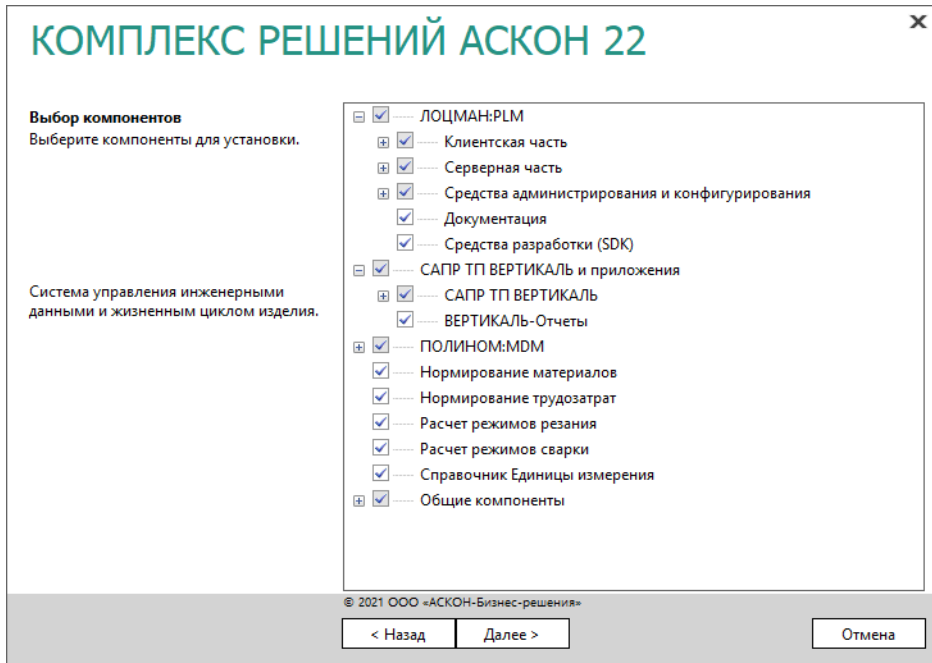 КОМПЛЕКС РЕШЕНИЙ АСКОН 22
Выбор компонентов
Выберите компоненты для установки.
Система управления инженерными
данными и жизненным циклом изделия.
ЛОЦМАН:PLM
Клиентская часть
Серверная часть
Средства администрирования и конфигурирования
Документация
Средства разработки (SDK)
САПР ТП ВЕРТИКАЛЬ и приложения
САПР ТП ВЕРТИКАЛЬ
ВЕРТИКАЛЬ-Отчеты
ПОЛИНОМ:MDM
Нормирование материалов
Нормирование трудозатрат
Расчет режимов резания
Расчет режимов сварки
Справочник Единицы измерения
Общие компоненты
© 2021 ООО «АСКОН-Бизнес-решения»
< Назад
Далее >
Отмена